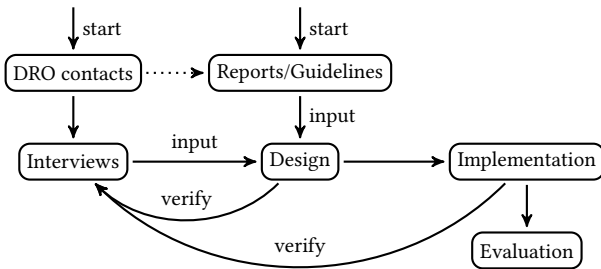 start
start
DRO contacts
Reports/Guidelines
input
input
Interviews
Design
Implementation
verify
verify
Evaluation